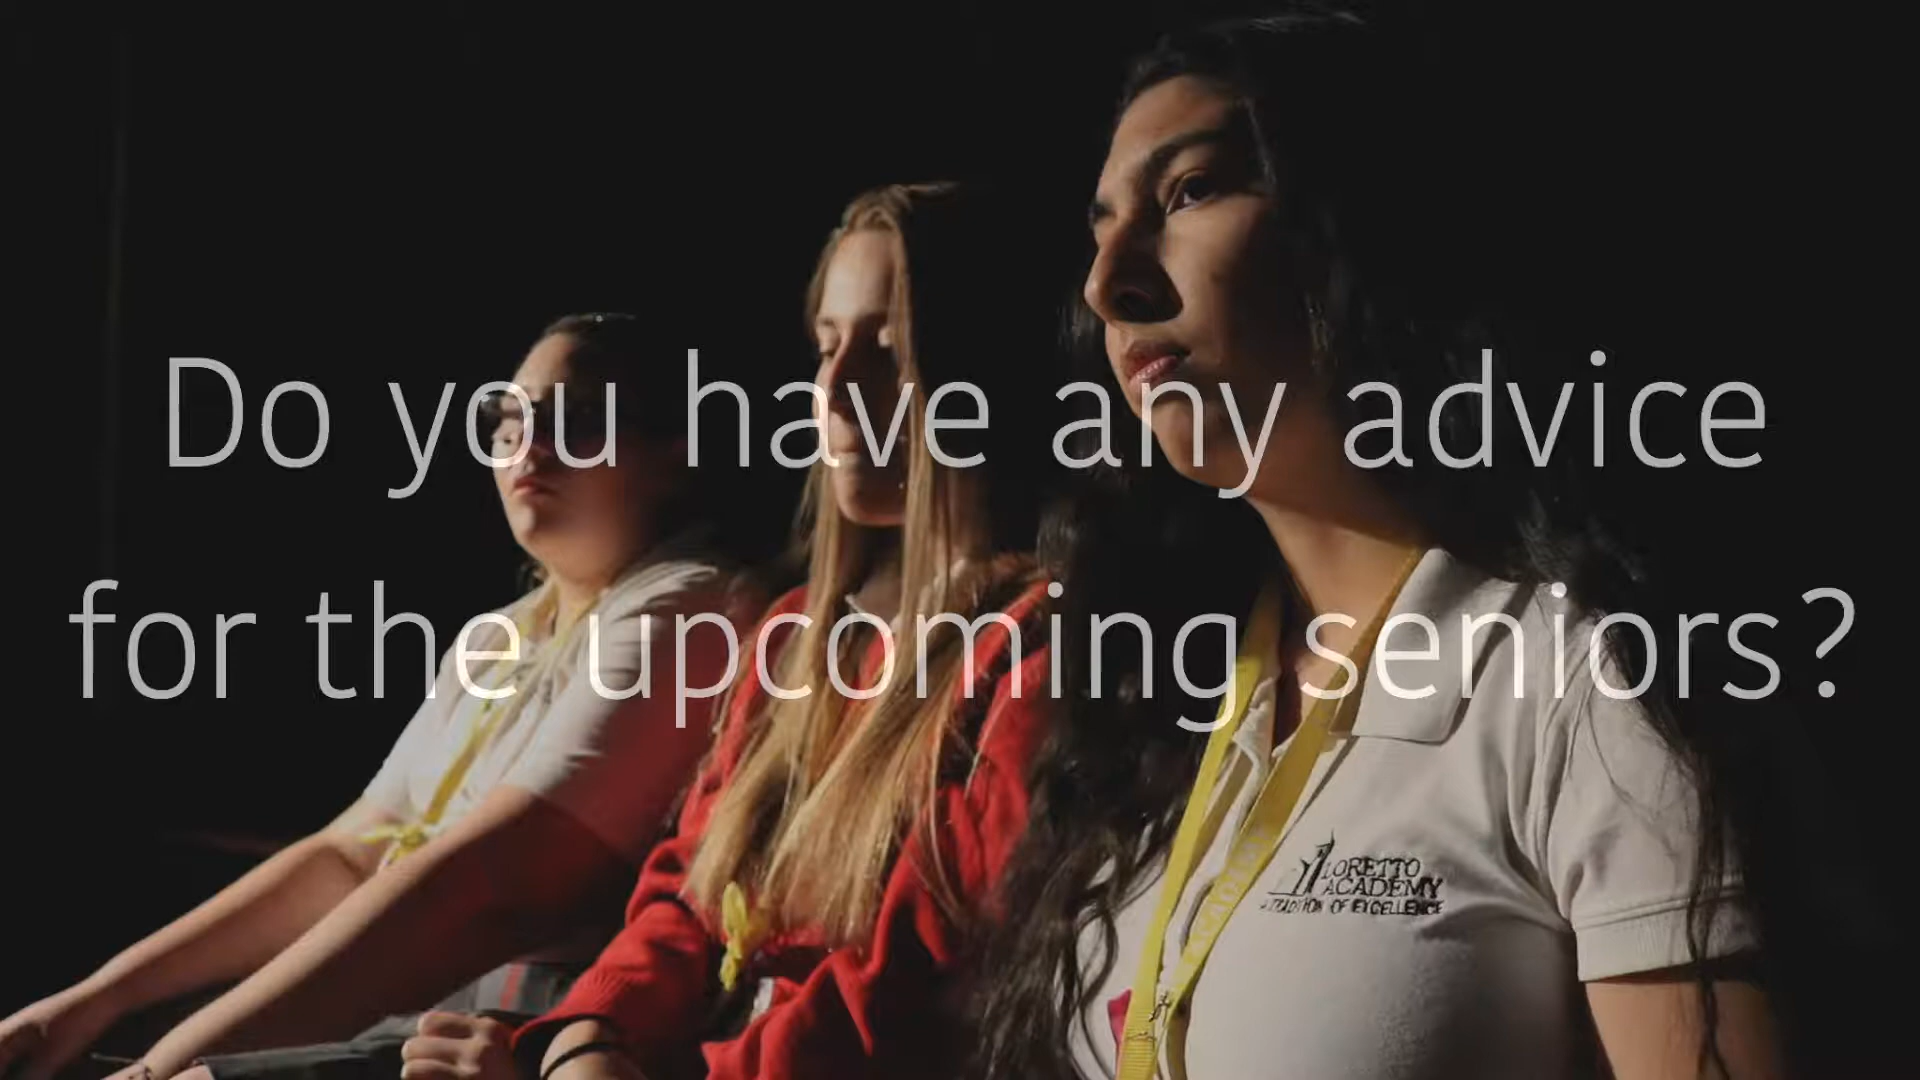 Do you have any advice
for the upcoming seniors?
LORETTO
ACADEMY
A TRADITION OF EXCELLENCE